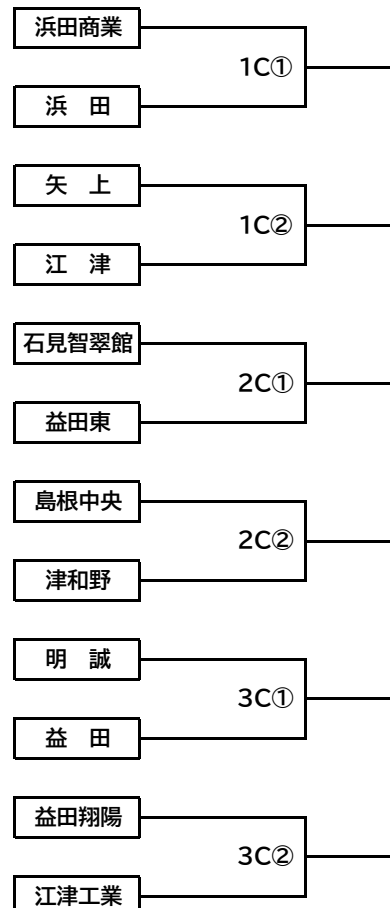 浜田商業
1C①
浜　田
矢　上
1C②
江　津
石見智翠館
2C①
益田東
島根中央
2C②
津和野
明　誠
3C①
益　田
益田翔陽
3C②
江津工業